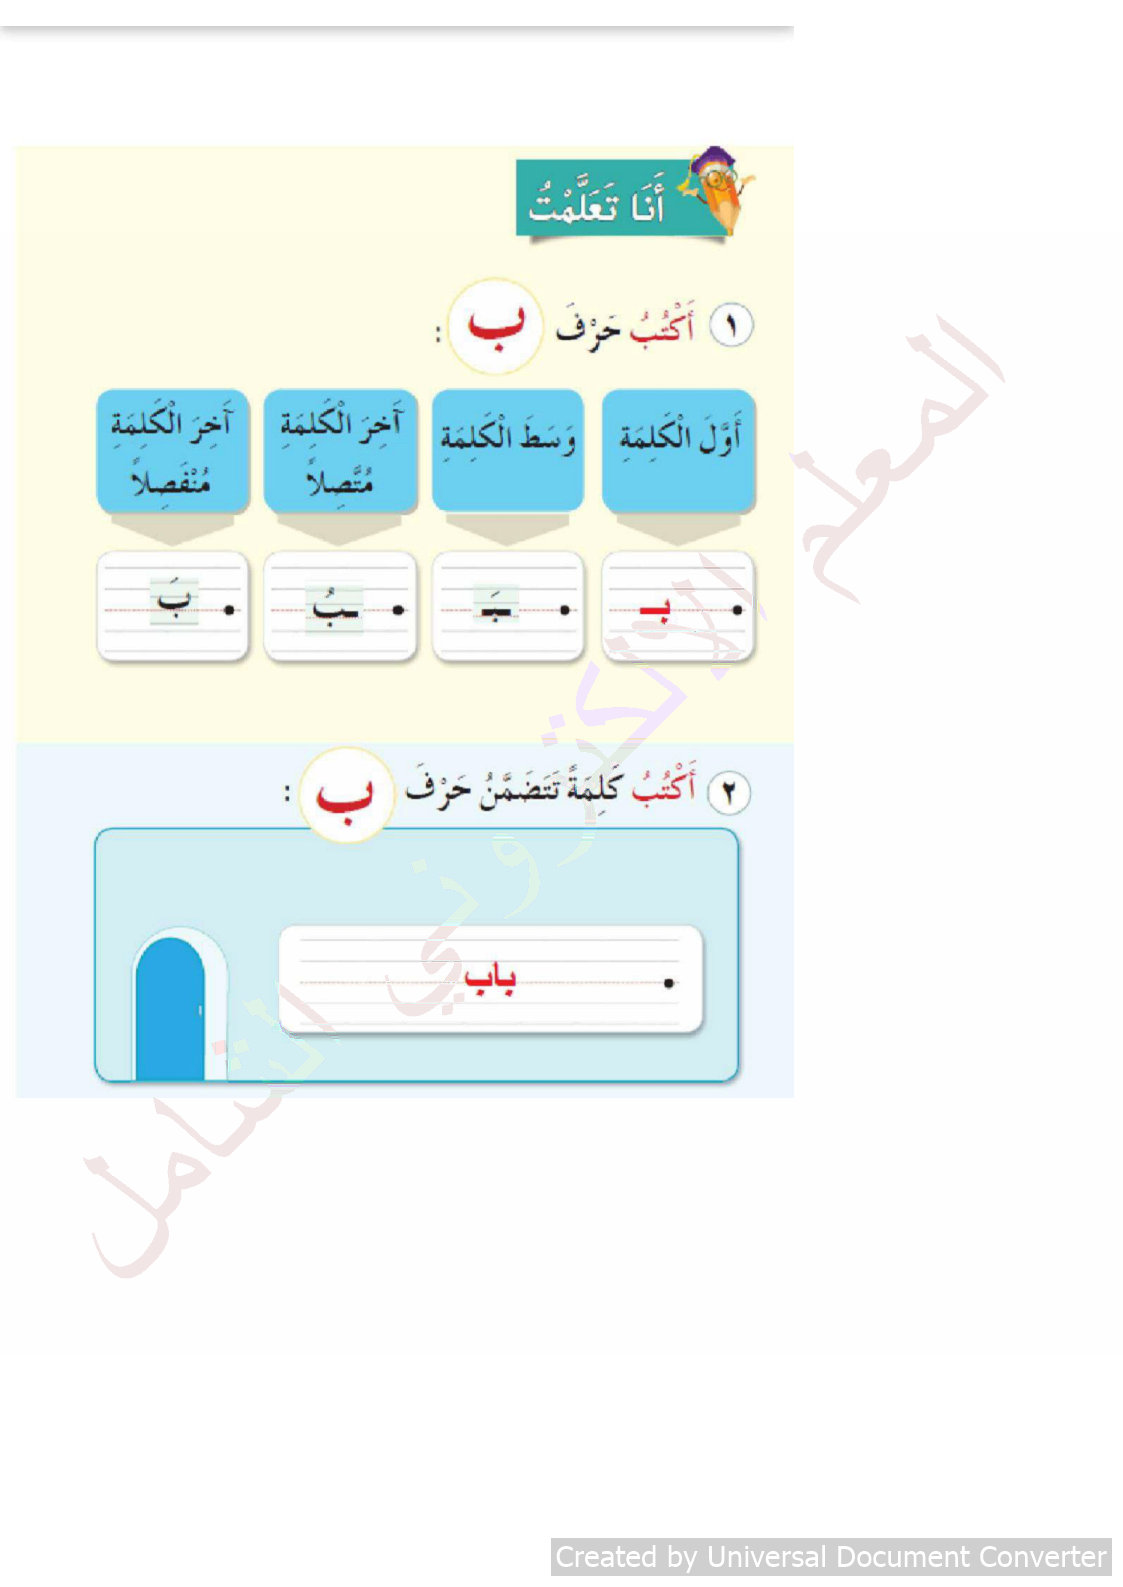 أَنَا تَعَلَّمْتُ
١ أَكْتُبُ حَرْفَ ب :
أَوَّلَ الْكَلِمَةِ
وَسَطَ الْكَلِمَةِ
آخِرَ الْكَلِمَةِ
مُتَّصِلاً
آخِرَ الْكَلِمَةِ
مُنْفَصِلاً
بـ
ـبَـ
ـبُ
بَ
٢ أَكْتُبُ كَلِمَةً تَتَضَمَّنُ حَرْفَ ب :
باب
المعلم الالكتروني الشامل
Created by Universal Document Converter